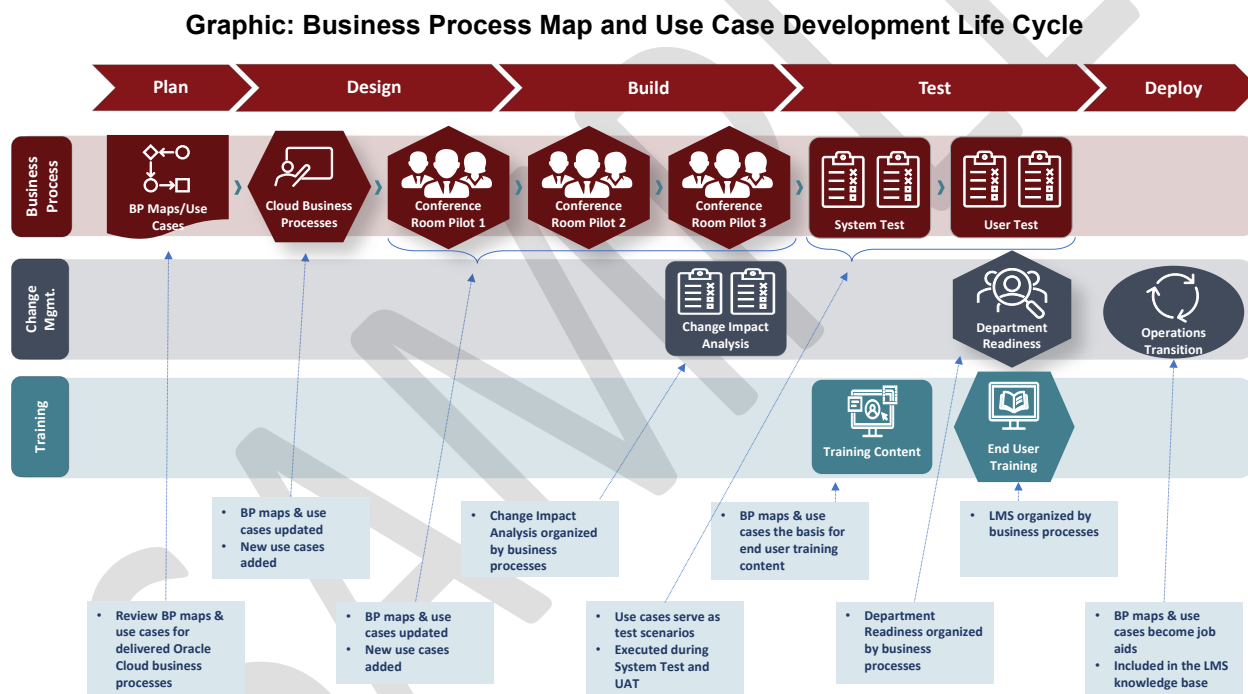 Graphic: Business Process Map and Use Case Development Life Cycle
Plan
Design
Build
Test
Deploy
Business
Process
BP Maps/Use
Cases
Cloud Business
Processes
Conference
Room Pilot 1
Conference
Room Pilot 2
Conference
Room Pilot 3
System Test
User Test
Change
Mgmt.
Change Impact
Analysis
Department
Readiness
Operations
Transition
Training
Training Content
End User
Training
• BP maps & use
cases updated
• New use cases
added
• Change Impact
Analysis organized
by business
processes
• BP maps & use
cases the basis for
end user training
content
• LMS organized by
business processes
• Review BP maps &
use cases for
delivered Oracle
Cloud business
processes
• BP maps & use
cases updated
• New use cases
added
• Use cases serve as
test scenarios
• Executed during
System Test and
UAT
• Department
Readiness organized
by business
processes
• BP maps & use
cases become job
aids
• Included in the LMS
knowledge base
SAMPLE